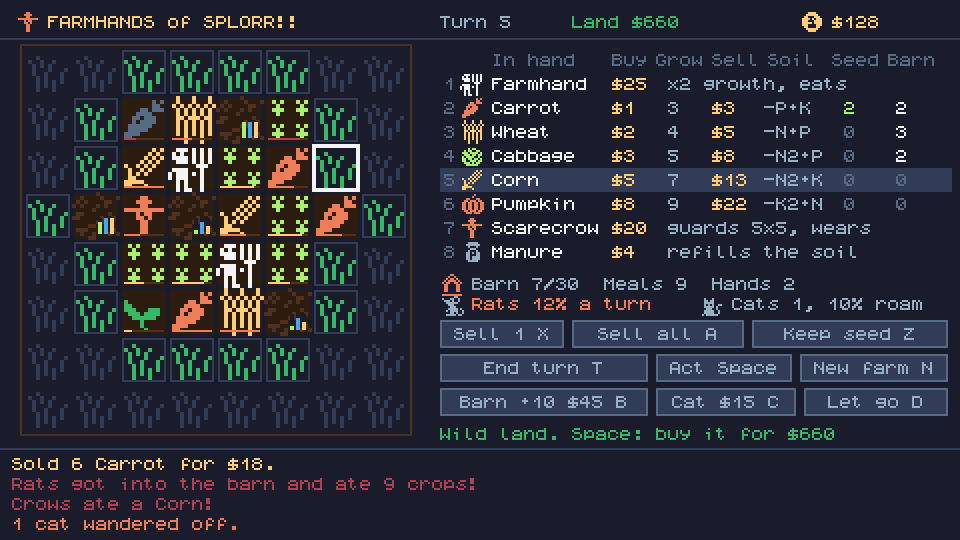 FARMHANDS of SPLORR!! Turn 5 Land $660 $128
In hand Buy Grow Sell Soil Seed Barn
1 Farmhand $25 x2 growth, eats
2 Carrot $1 3 $3 -P+K 2 2
3 Wheat $2 4 $5 -N+P 0 3
4 Cabbage $3 5 $8 -N2+P 0 2
5 Corn $5 7 $13 -N2+K 0 0
6 Pumpkin $8 9 $22 -K2+N 0 0
7 Scarecrow $20 guards 5x5, wears
8 Manure $4 refills the soil
Barn 7/30 Meals 9 Hands 2
Rats 12% a turn Cats 1, 10% roam
Sell 1 X Sell all A Keep seed Z
End turn T Act Space New farm N
Barn +10 $45 B Cat $15 C Let go D
Wild land. Space: buy it for $660
Sold 6 Carrot for $18.
Rats got into the barn and ate 9 crops!
Crows ate a Corn!
1 cat wandered off.